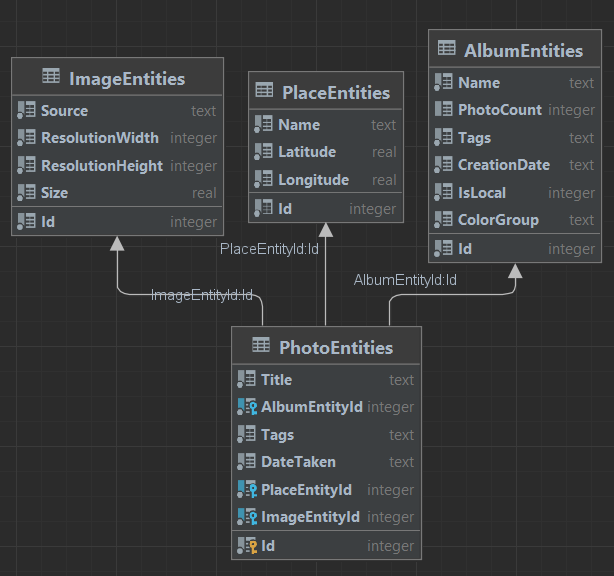 ImageEntities
Source text
ResolutionWidth integer
ResolutionHeight integer
Size real
Id integer
PlaceEntities
Name text
Latitude real
Longitude real
Id integer
AlbumEntities
Name text
PhotoCount integer
Tags text
CreationDate text
IsLocal integer
ColorGroup text
Id integer
PlaceEntityId:Id
ImageEntityId:Id
AlbumEntityId:Id
PhotoEntities
Title text
AlbumEntityId integer
Tags text
DateTaken text
PlaceEntityId integer
ImageEntityId integer
Id integer